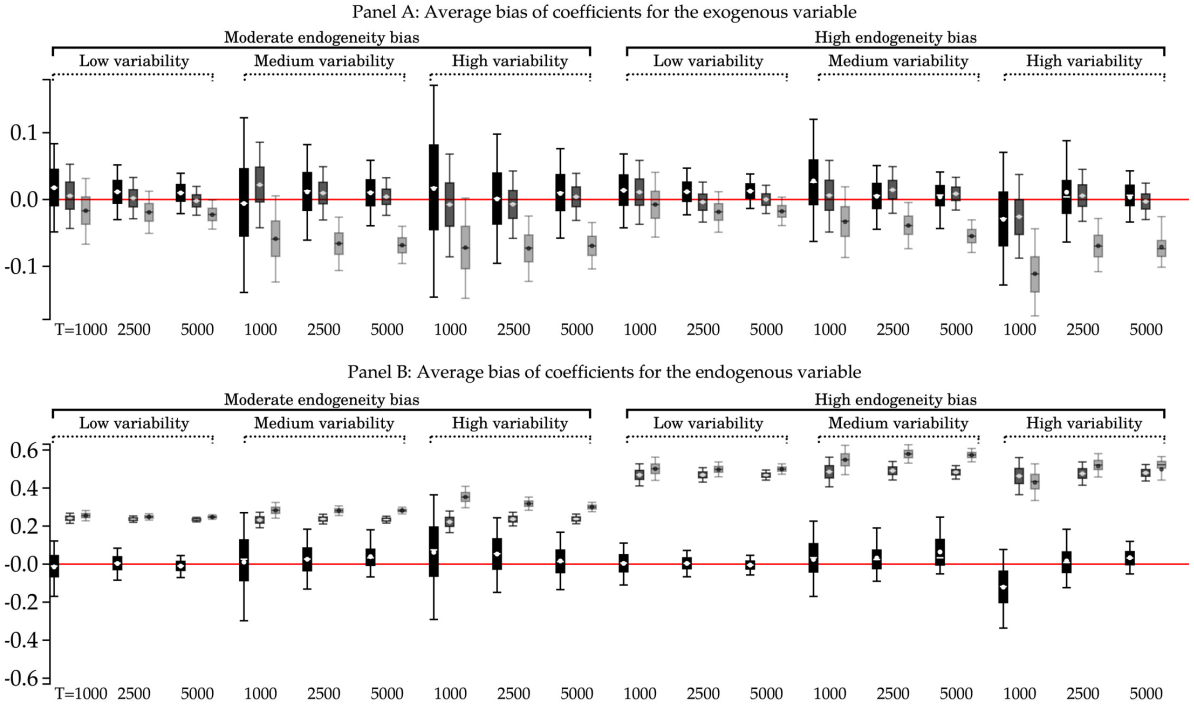 Panel A: Average bias of coefficients for the exogenous variable
Moderate endogeneity bias High endogeneity bias
Low variability Medium variability High variability Low variability Medium variability High variability
0.1
0.0
-0.1
T=1000 2500 5000 1000 2500 5000 1000 2500 5000 1000 2500 5000 1000 2500 5000 1000 2500 5000
Panel B: Average bias of coefficients for the endogenous variable
Moderate endogeneity bias High endogeneity bias
Low variability Medium variability High variability Low variability Medium variability High variability
0.6
0.4
0.2
-0.0
-0.2
-0.4
-0.6
T=1000 2500 5000 1000 2500 5000 1000 2500 5000 1000 2500 5000 1000 2500 5000 1000 2500 5000